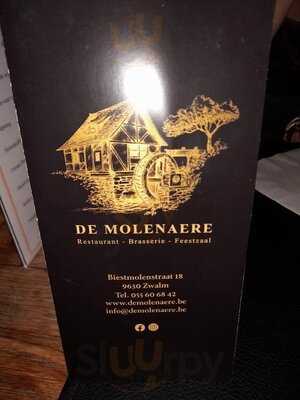 DE MOLENAERE
Restaurant - Brasserie - Feestzaal
Biestmolenstraat 18
9630 Zwalm
Tel. 055 60 68 42
www.demolenaere.be
info@demolenaere.be
sluurpy